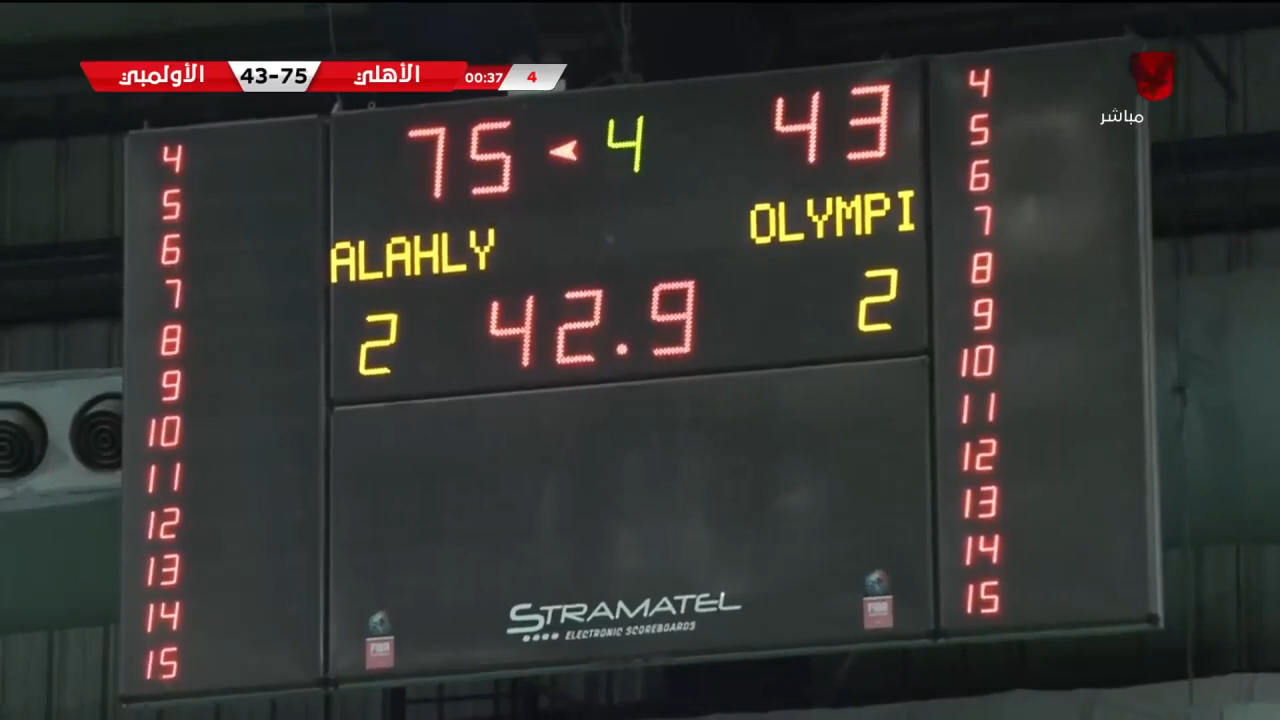 الأولمبي 43-75 الأهلي 00:37 4
مباشر
75 4 43
ALAHLY OLYMPI
2 42.9 2
4 4
5 5
6 6
7 7
8 8
9 9
10 10
11 11
12 12
13 13
14 14
15 15
STRAMATEL
ELECTRONIC SCOREBOARDS
FIBA FIBA